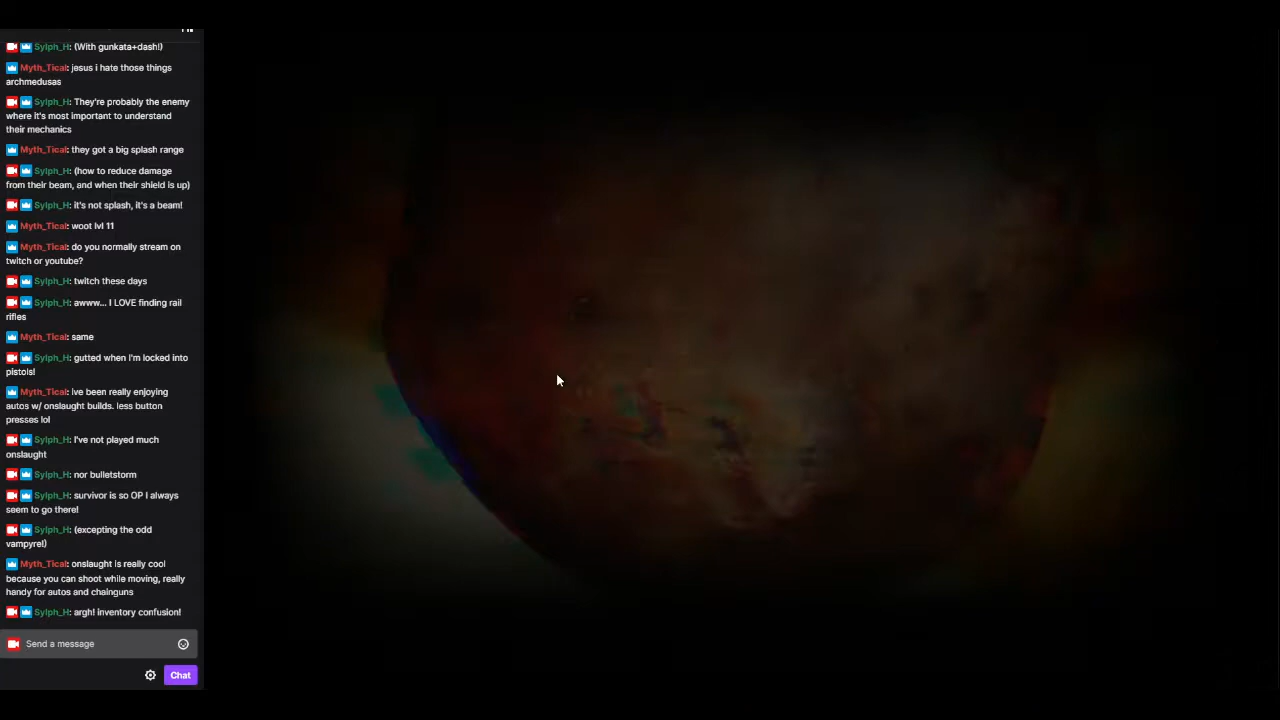 Sylph_H: (With gunkata+dash!)
Myth_Tical: jesus i hate those things
archmedusas
Sylph_H: They're probably the enemy
where it's most important to understand
their mechanics
Myth_Tical: they got a big splash range
Sylph_H: (how to reduce damage
from their beam, and when their shield is up)
Sylph_H: it's not splash, it's a beam!
Myth_Tical: woot lvl 11
Myth_Tical: do you normally stream on
twitch or youtube?
Sylph_H: twitch these days
Sylph_H: awww... I LOVE finding rail
rifles
Myth_Tical: same
Sylph_H: gutted when I'm locked into
pistols!
Myth_Tical: ive been really enjoying
autos w/ onslaught builds. less button
presses lol
Sylph_H: I've not played much
onslaught
Sylph_H: nor bulletstorm
Sylph_H: survivor is so OP I always
seem to go there!
Sylph_H: (excepting the odd
vampyre!)
Myth_Tical: onslaught is really cool
because you can shoot while moving, really
handy for autos and chainguns
Sylph_H: argh! inventory confusion!
Send a message
Chat